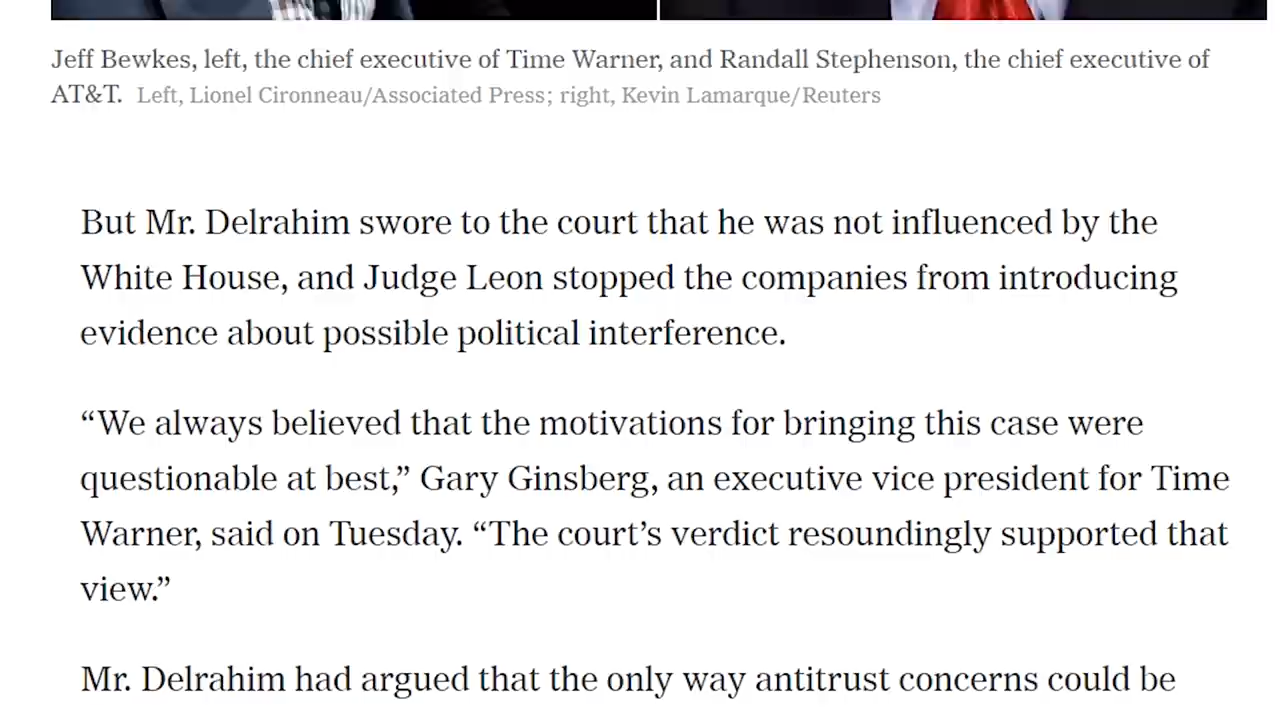 Jeff Bewkes, left, the chief executive of Time Warner, and Randall Stephenson, the chief executive of
AT&T. Left, Lionel Cironneau/Associated Press; right, Kevin Lamarque/Reuters
But Mr. Delrahim swore to the court that he was not influenced by the
White House, and Judge Leon stopped the companies from introducing
evidence about possible political interference.
“We always believed that the motivations for bringing this case were
questionable at best,” Gary Ginsberg, an executive vice president for Time
Warner, said on Tuesday. “The court’s verdict resoundingly supported that
view.”
Mr. Delrahim had argued that the only way antitrust concerns could be